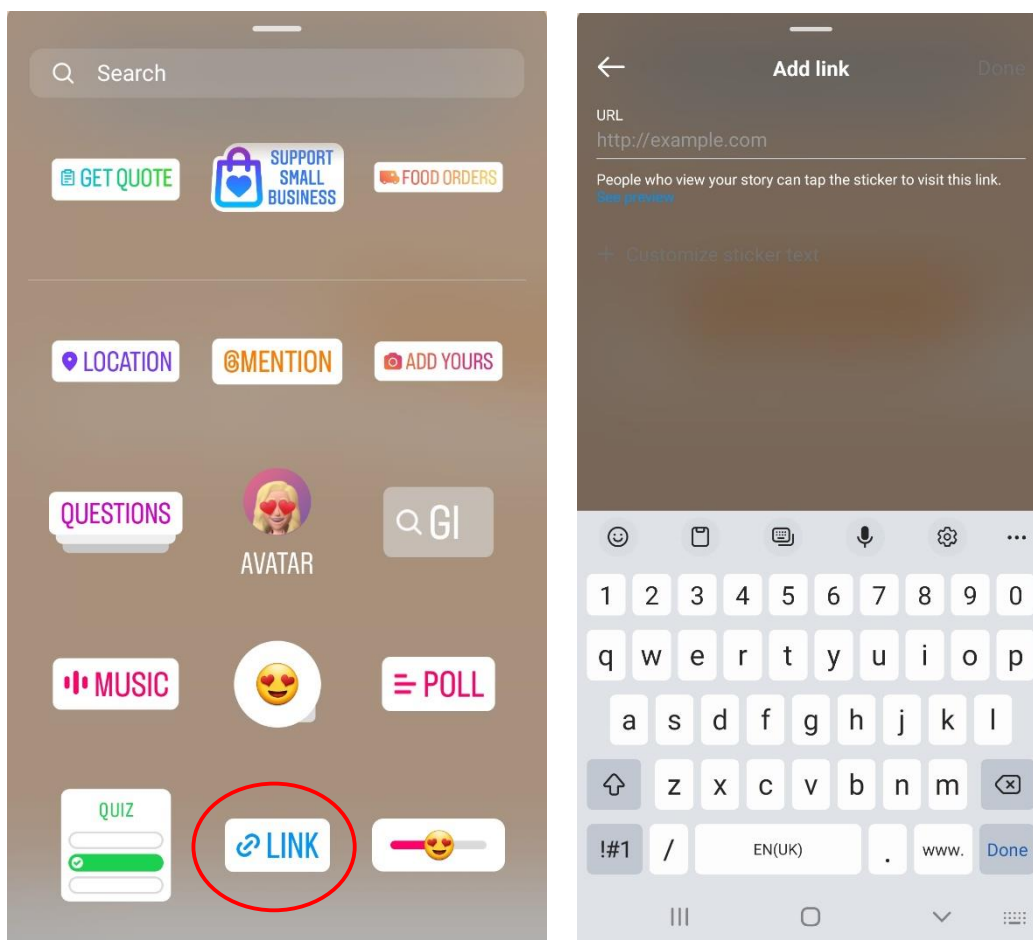 Search
GET QUOTE
SUPPORT
SMALL
BUSINESS
FOOD ORDERS
LOCATION
@MENTION
ADD YOURS
QUESTIONS
AVATAR
GI
MUSIC
POLL
QUIZ
LINK
Add link
Done
URL
http://example.com
People who view your story can tap the sticker to visit this link.
See preview
+ Customize sticker text
1 2 3 4 5 6 7 8 9 0
q w e r t y u i o p
a s d f g h j k l
z x c v b n m
!#1 / EN(UK) . www. Done